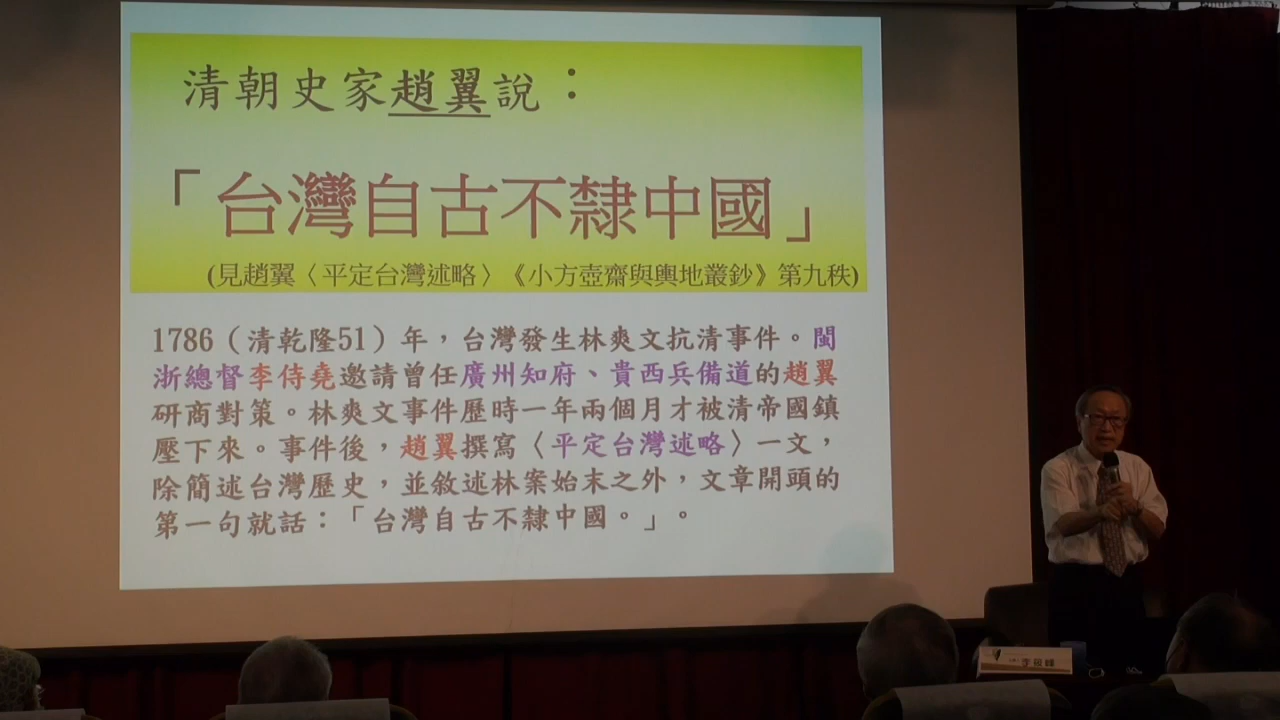 清朝史家趙翼說：
「台灣自古不隸中國」
(見趙翼〈平定台灣述略〉《小方壺齋與輿地叢鈔》第九秩)
1786（清乾隆51）年，台灣發生林爽文抗清事件。閩
浙總督李侍堯邀請曾任廣州知府、貴西兵備道的趙翼
研商對策。林爽文事件歷時一年兩個月才被清帝國鎮
壓下來。事件後，趙翼撰寫〈平定台灣述略〉一文，
除簡述台灣歷史，並敘述林案始末之外，文章開頭的
第一句就話：「台灣自古不隸中國。」。